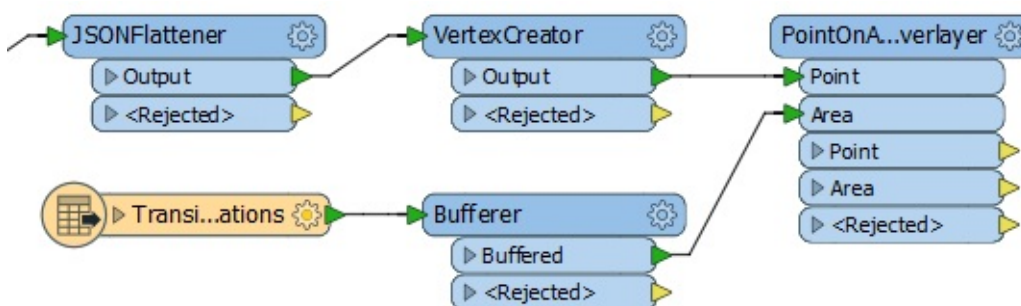 JSONFlattener
Output
<Rejected>
VertexCreator
Output
<Rejected>
PointOnA...verlayer
Point
Area
Point
Area
<Rejected>
Transi...ations
Bufferer
Buffered
<Rejected>